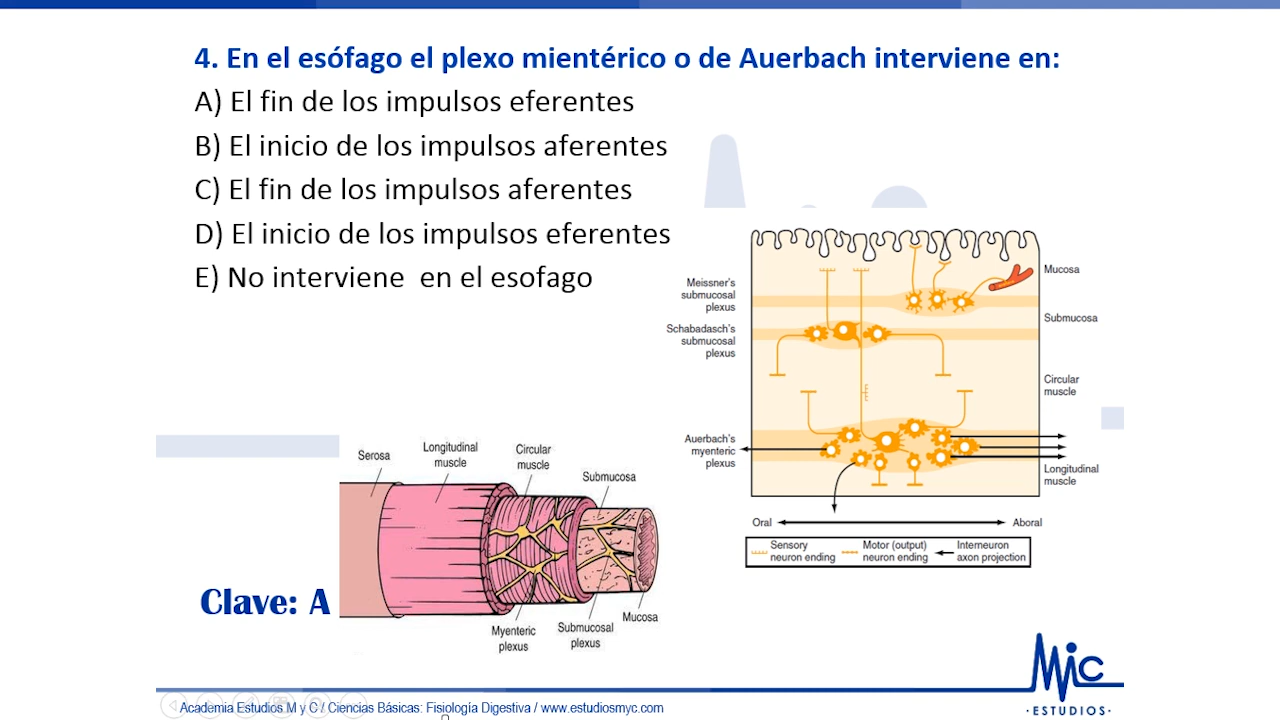 4. En el esófago el plexo mientérico o de Auerbach interviene en:
A) El fin de los impulsos eferentes
B) El inicio de los impulsos aferentes
C) El fin de los impulsos aferentes
D) El inicio de los impulsos eferentes
E) No interviene  en el esofago
Meissner's
submucosal
plexus
Schabadasch's
submucosal
plexus
Auerbach's
myenteric
plexus
Mucosa
Submucosa
Circular
muscle
Longitudinal
muscle
Oral
Aboral
Sensory
neuron ending
Motor (output)
neuron ending
Interneuron
axon projection
Serosa
Longitudinal
muscle
Circular
muscle
Submucosa
Myenteric
plexus
Submucosal
plexus
Mucosa
Clave: A
Academia Estudios M y C / Ciencias Básicas: Fisiología Digestiva / www.estudiosmyc.com
Mic
·ESTUDIOS·